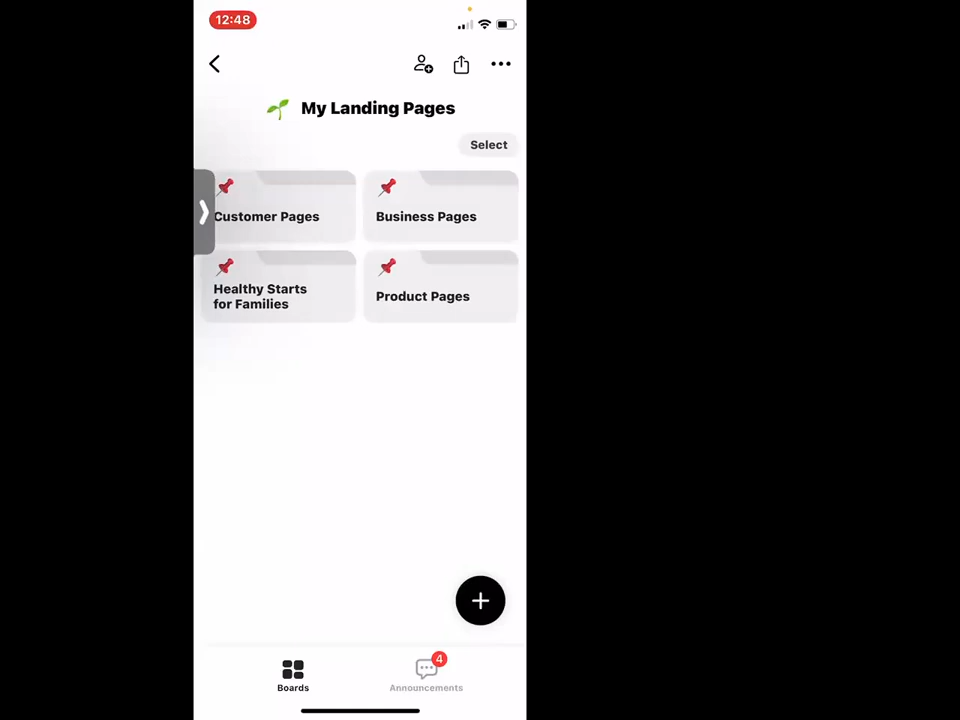 12:48
My Landing Pages
Select
Customer Pages
Business Pages
Healthy Starts
for Families
Product Pages
4
Boards
Announcements